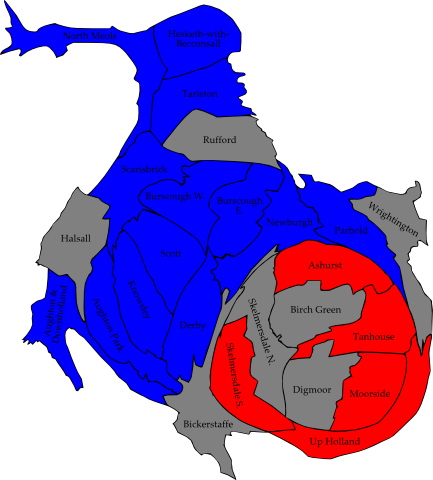 North Meols
Hesketh-with-
Becconsall
Tarleton
Rufford
Scarisbrick
Burscough W.
Burscough
E.
Newburgh
Parbold
Wrightington
Halsall
Scott
Ashurst
Aughton &
Downholland
Aughton Park
Knowsley
Derby
Skelmersdale N.
Birch Green
Tanhouse
Skelmersdale S.
Digmoor
Moorside
Bickerstaffe
Up Holland